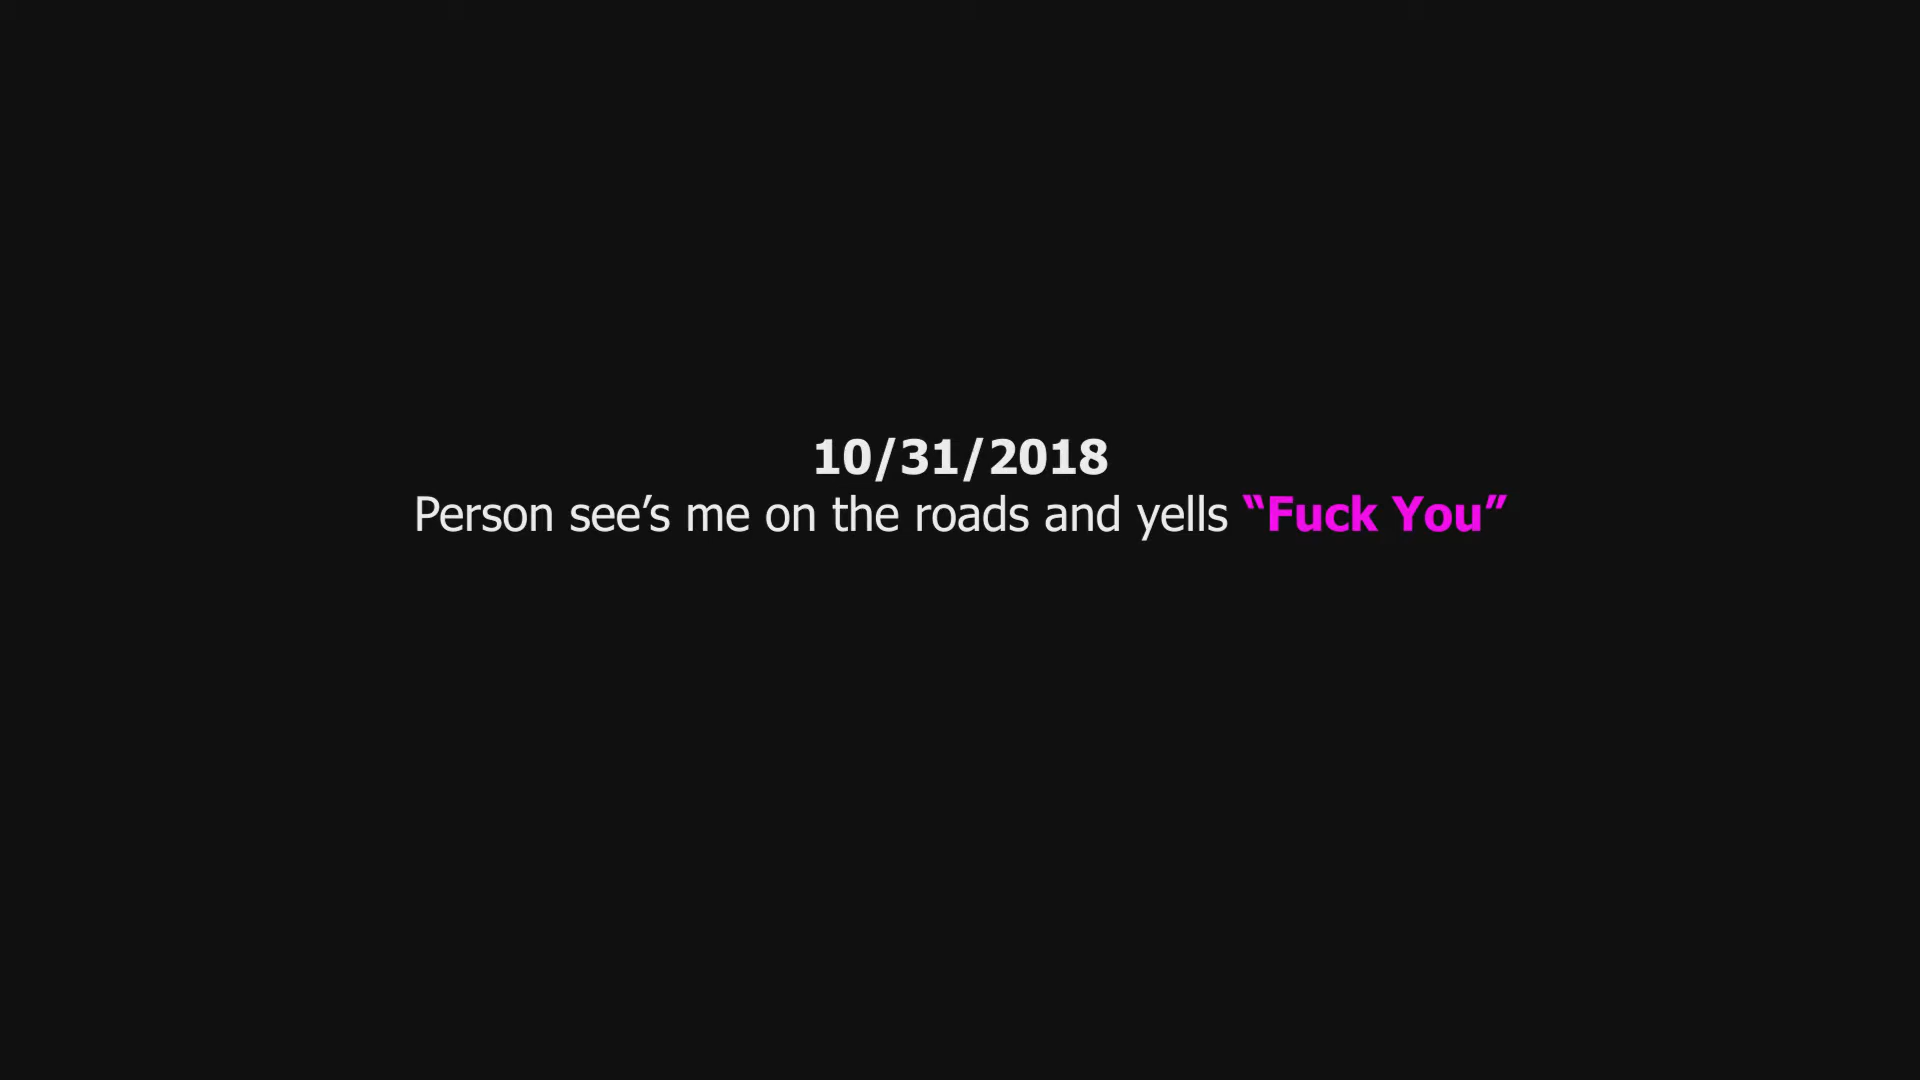 10/31/2018
Person see’s me on the roads and yells “Fuck You”